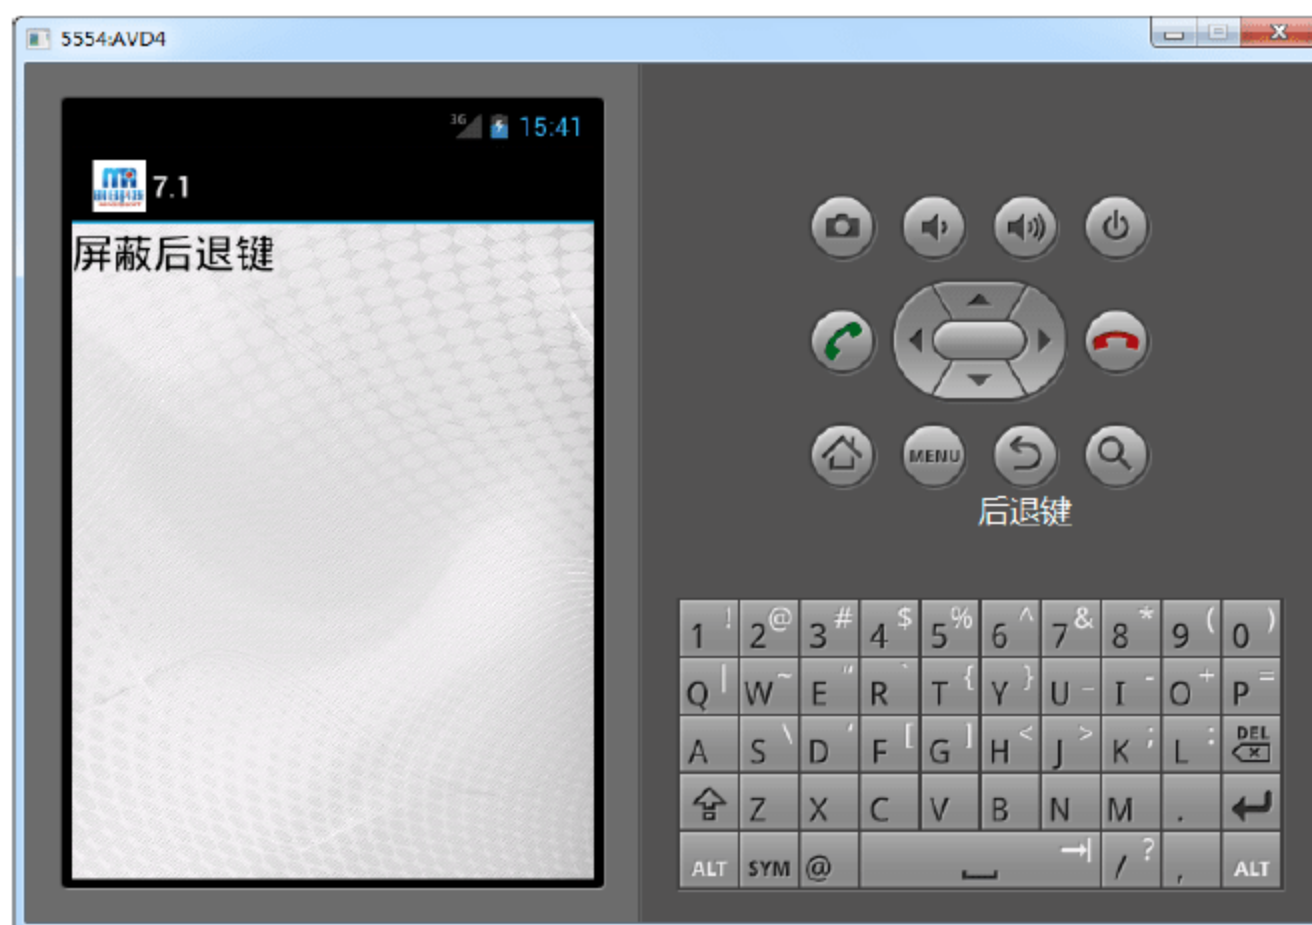 5554:AVD4
3G 15:41
7.1
屏蔽后退键
MENU
后退键
1 ! 2 @ 3 # 4 $ 5 % 6 ^ 7 & 8 * 9 ( 0 )
Q | W ~ E " R ` T { Y } U _ I - O + P =
A S \ D ' F [ G ] H < J > K ; L : DEL
Z X C V B N M .
ALT SYM @ / ? , ALT